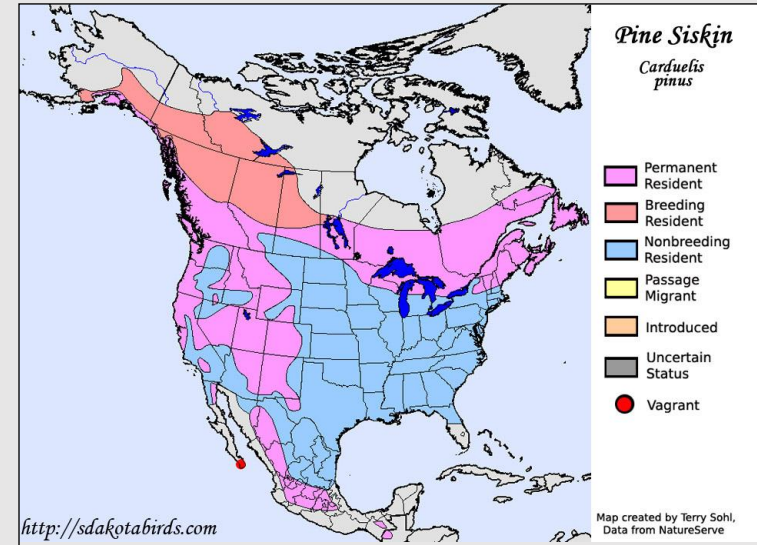 Pine Siskin
Carduelis
pinus
Permanent
Resident
Breeding
Resident
Nonbreeding
Resident
Passage
Migrant
Introduced
Uncertain
Status
Vagrant
http://sdakotabirds.com
Map created by Terry Sohl,
Data from NatureServe